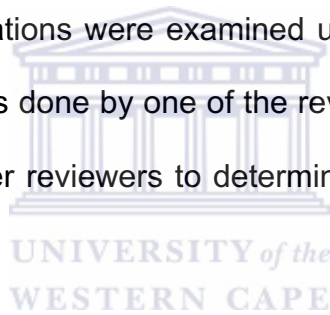 ations were examined u
s done by one of the rev
er reviewers to determin
UNIVERSITY of the
WESTERN CAPE